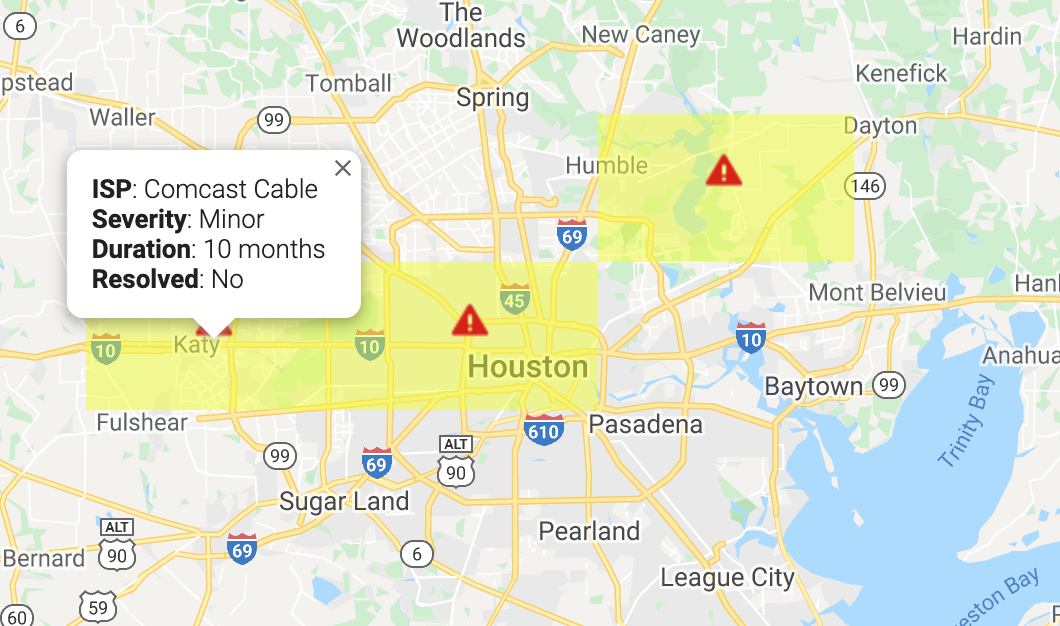 6
The
Woodlands
New Caney
Hardin
pstead
Tomball
Kenefick
Spring
Waller
99
Dayton
Humble
146
ISP: Comcast Cable
Severity: Minor
Duration: 10 months
Resolved: No
69
45
Mont Belvieu
Hank
10
Katy
10
10
Houston
Anahua
Baytown
99
Fulshear
Pasadena
610
Trinity Bay
ALT
90
99
69
Sugar Land
Pearland
ALT
90
69
6
Bernard
League City
59
60
eston Bay